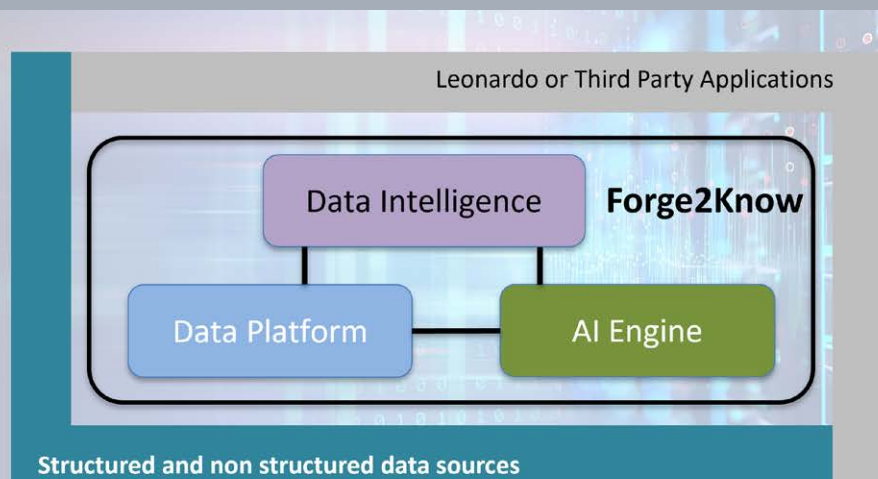 Leonardo or Third Party Applications
Data Intelligence
Forge2Know
Data Platform
AI Engine
Structured and non structured data sources